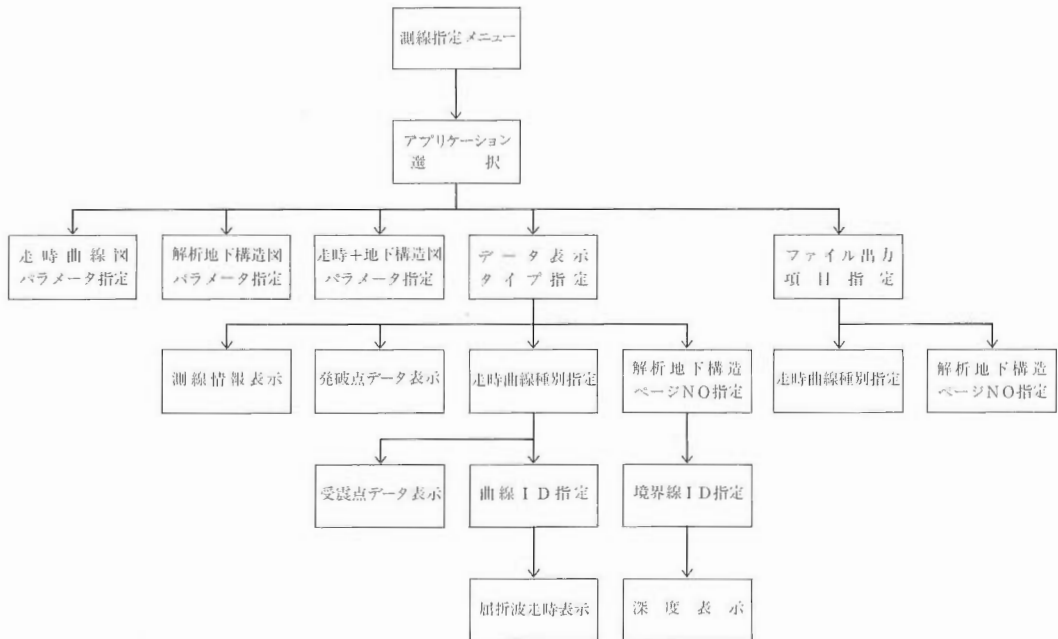 測線指定メニュー
アプリケーション
選択
走時曲線図
パラメータ指定
解析地下構造図
パラメータ指定
走時+地下構造図
パラメータ指定
データ表示
タイプ指定
ファイル出力
項目指定
測線情報表示
発破点データ表示
走時曲線種別指定
解析地下構造
ページNO指定
走時曲線種別指定
解析地下構造
ページNO指定
受震点データ表示
曲線ID指定
境界線ID指定
屈折波走時表示
深度表示